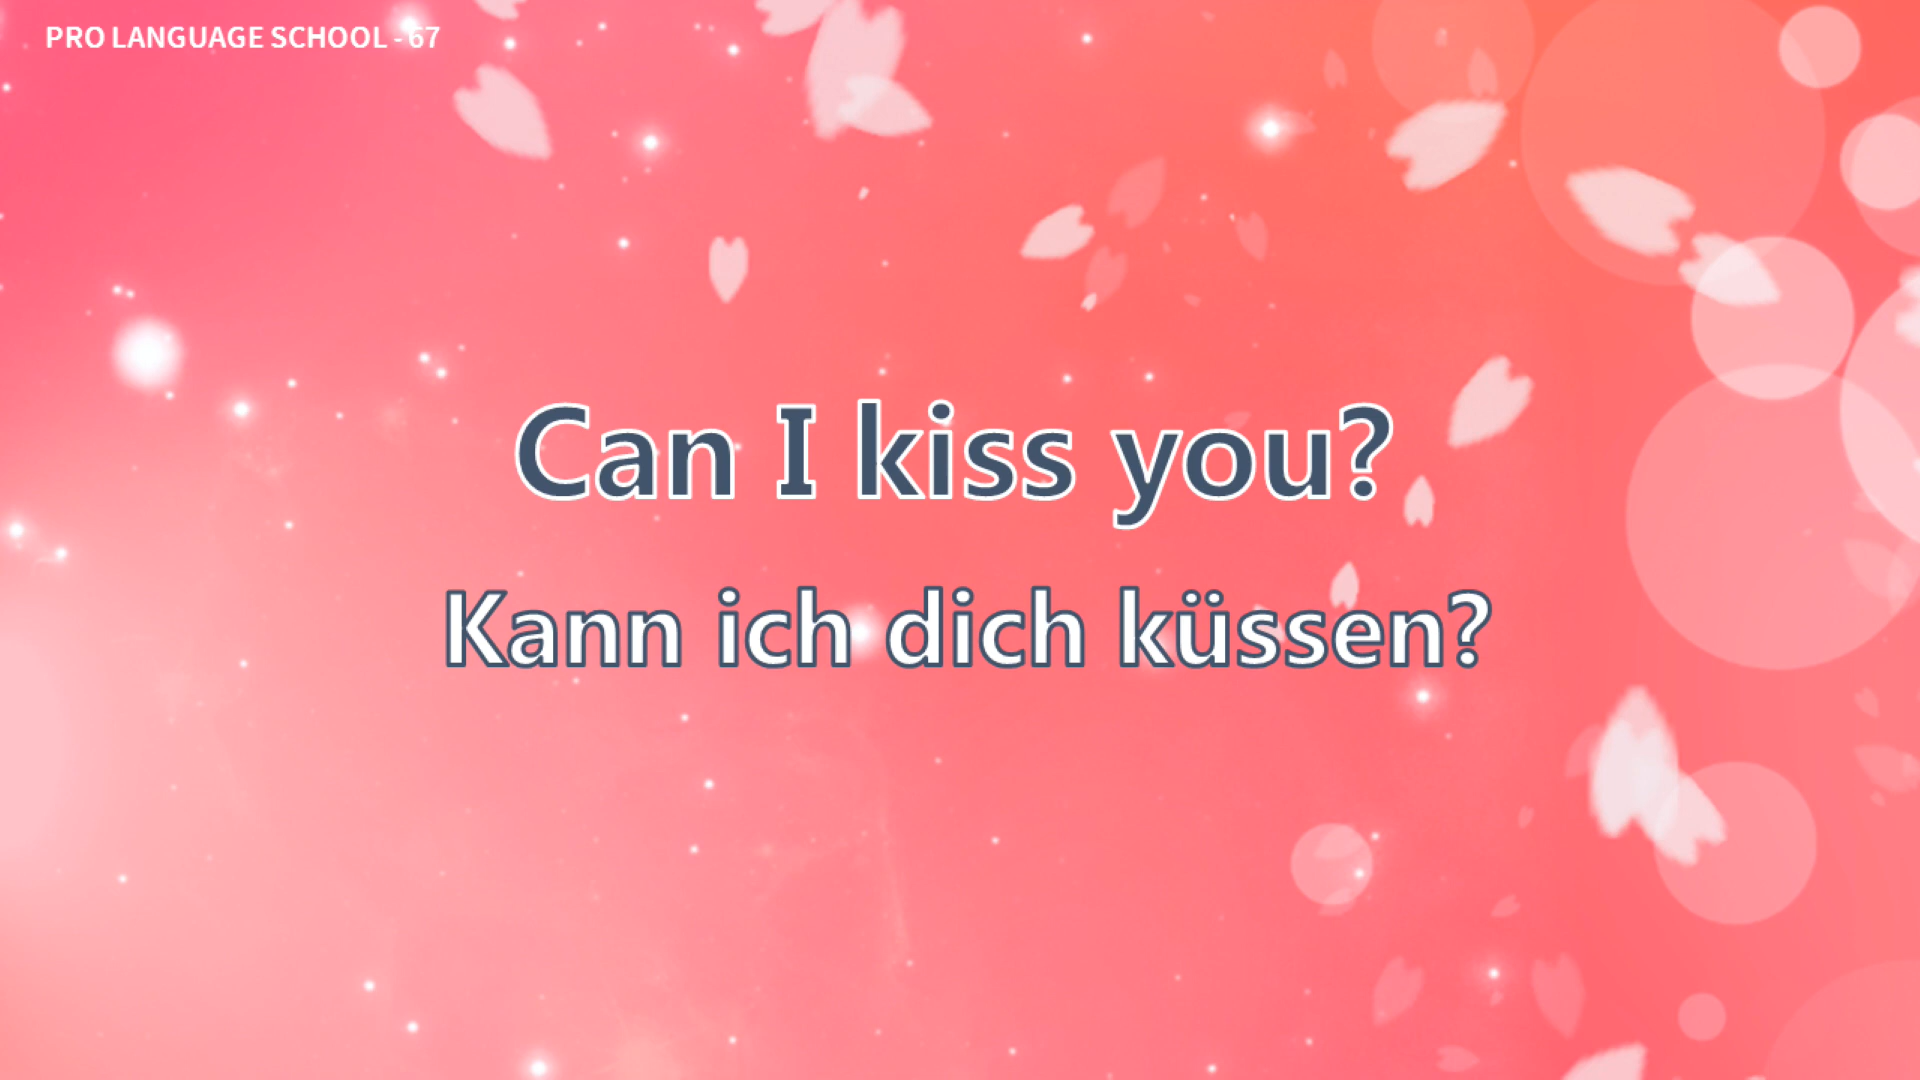 PRO LANGUAGE SCHOOL - 67
Can I kiss you?
Kann ich dich küssen?